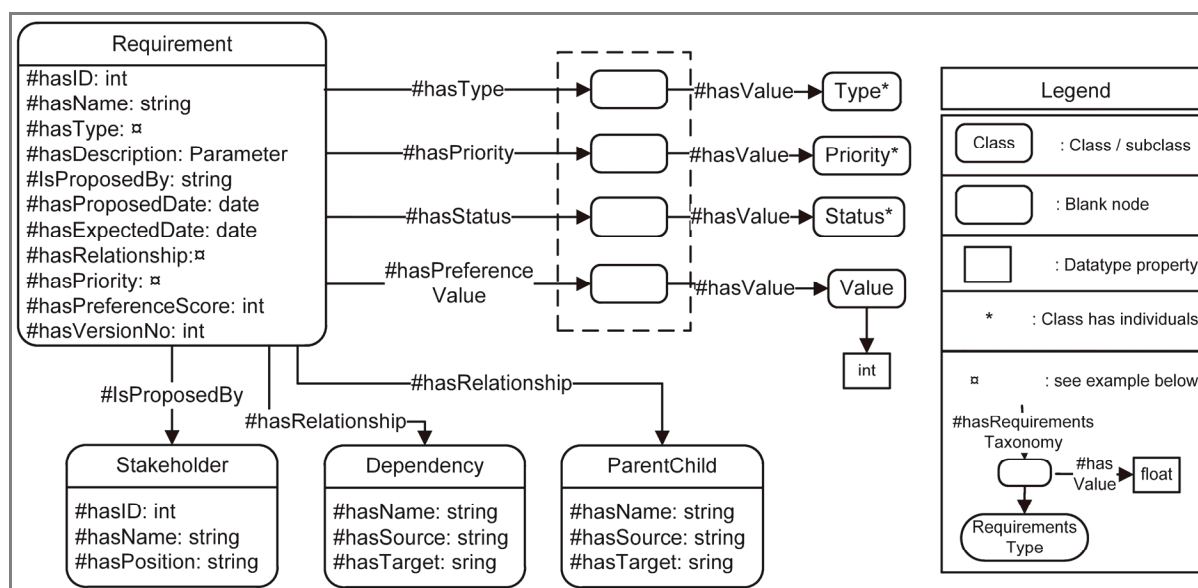 Requirement
#hasID: int
#hasName: string
#hasType: ¤
#hasDescription: Parameter
#IsProposedBy: string
#hasProposedDate: date
#hasExpectedDate: date
#hasRelationship:¤
#hasPriority: ¤
#hasPreferenceScore: int
#hasVersionNo: int
#hasType
#hasValue
Type*
#hasPriority
#hasValue
Priority*
#hasStatus
#hasValue
Status*
#hasPreference
Value
#hasValue
Value
int
#IsProposedBy
#hasRelationship
#hasRelationship
Stakeholder
#hasID: int
#hasName: string
#hasPosition: string
Dependency
#hasName: string
#hasSource: string
#hasTarget: sring
ParentChild
#hasName: string
#hasSource: string
#hasTarget: sring
Legend
Class
: Class / subclass
: Blank node
: Datatype property
* : Class has individuals
¤ : see example below
#hasRequirements
Taxonomy
#has
Value
float
Requirements
Type